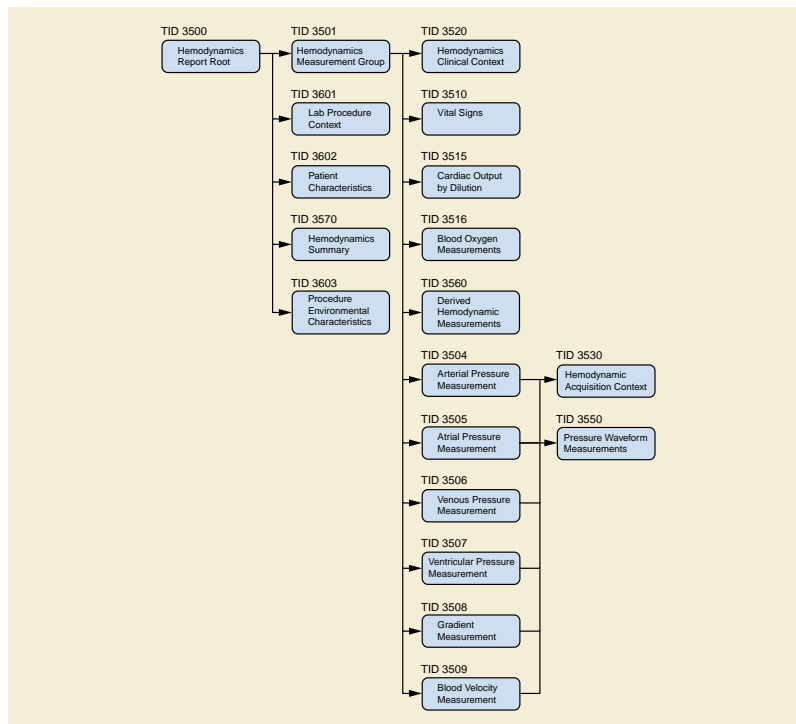 TID 3500
Hemodynamics
Report Root
TID 3501
Hemodynamics
Measurement Group
TID 3520
Hemodynamics
Clinical Context
TID 3601
Lab Procedure
Context
TID 3510
Vital Signs
TID 3602
Patient
Characteristics
TID 3515
Cardiac Output
by Dilution
TID 3570
Hemodynamics
Summary
TID 3516
Blood Oxygen
Measurements
TID 3603
Procedure
Environmental
Characteristics
TID 3560
Derived
Hemodynamic
Measurements
TID 3504
Arterial Pressure
Measurement
TID 3530
Hemodynamic
Acquisition Context
TID 3505
Atrial Pressure
Measurement
TID 3550
Pressure Waveform
Measurements
TID 3506
Venous Pressure
Measurement
TID 3507
Ventricular Pressure
Measurement
TID 3508
Gradient
Measurement
TID 3509
Blood Velocity
Measurement